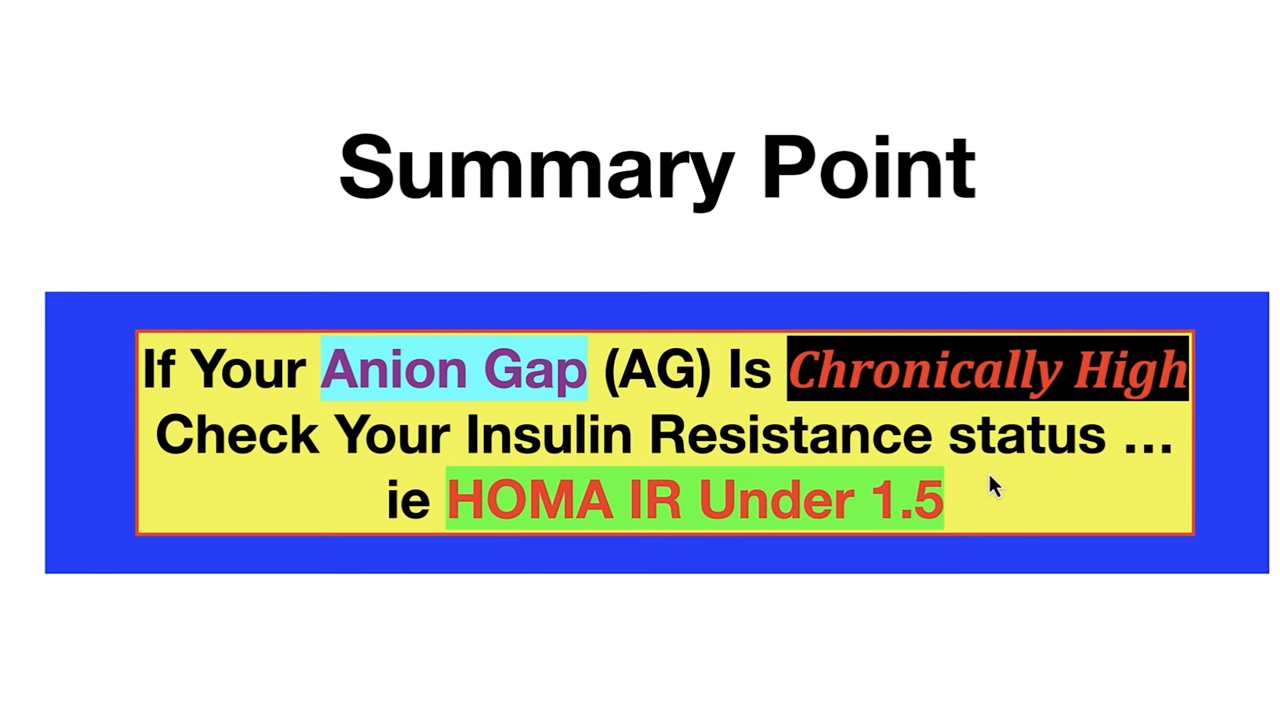 Summary Point
If Your Anion Gap (AG) Is Chronically High
Check Your Insulin Resistance status …
ie HOMA IR Under 1.5